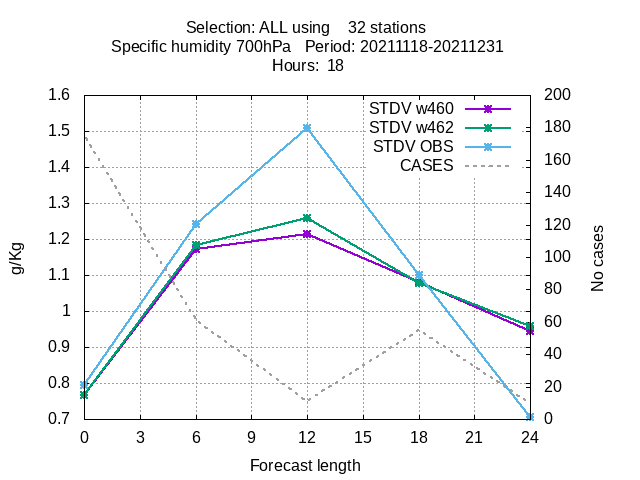 Selection: ALL using    32 stations
Specific humidity 700hPa   Period: 20211118-20211231
Hours:  18
STDV w460
STDV w462
STDV OBS
CASES
1.6
1.5
1.4
1.3
1.2
1.1
1
0.9
0.8
0.7
g/Kg
200
180
160
140
120
100
80
60
40
20
0
No cases
0 3 6 9 12 15 18 21 24
Forecast length